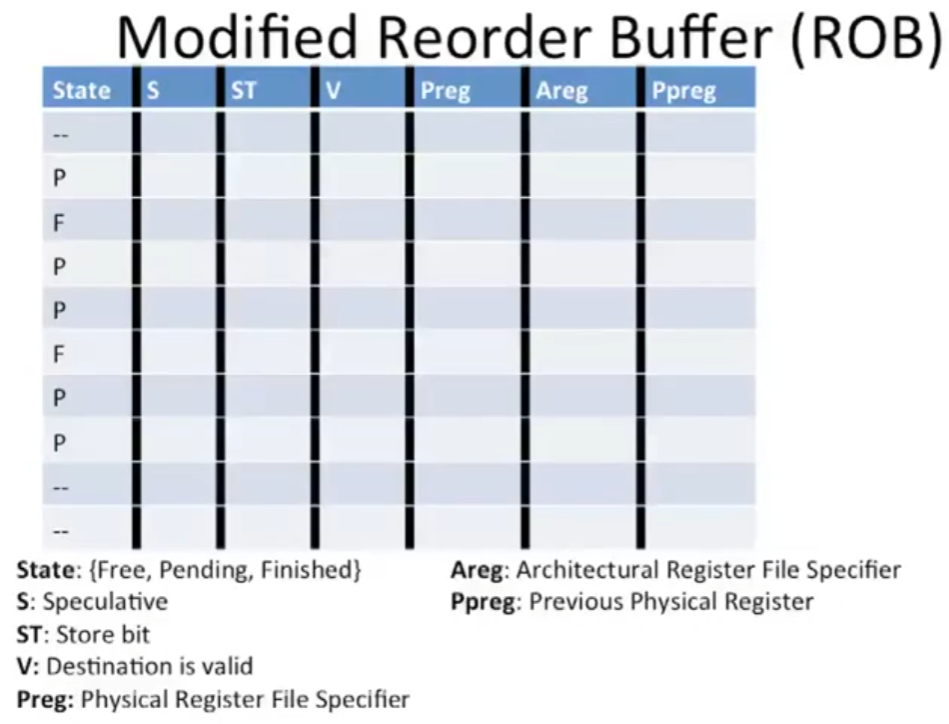 Modified Reorder Buffer (ROB)
State S ST V Preg Areg Ppreg
--
P
F
P
P
F
P
P
--
--
State: {Free, Pending, Finished}
S: Speculative
ST: Store bit
V: Destination is valid
Preg: Physical Register File Specifier
Areg: Architectural Register File Specifier
Ppreg: Previous Physical Register